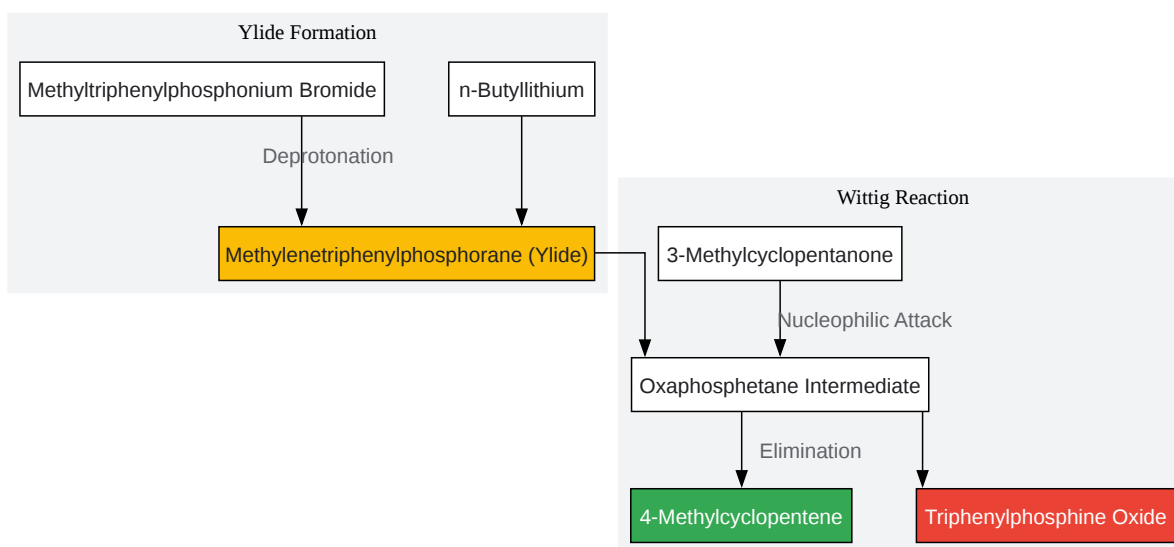 Ylide Formation
Methyltriphenylphosphonium Bromide
n-Butyllithium
Deprotonation
Methylenetriphenylphosphorane (Ylide)
Wittig Reaction
3-Methylcyclopentanone
Nucleophilic Attack
Oxaphosphetane Intermediate
Elimination
4-Methylcyclopentene
Triphenylphosphine Oxide